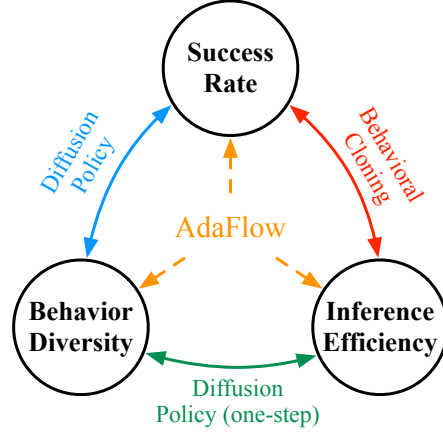 Success
Rate
Diffusion
Policy
Behavioral
Cloning
AdaFlow
Behavior
Diversity
Inference
Efficiency
Diffusion
Policy (one-step)